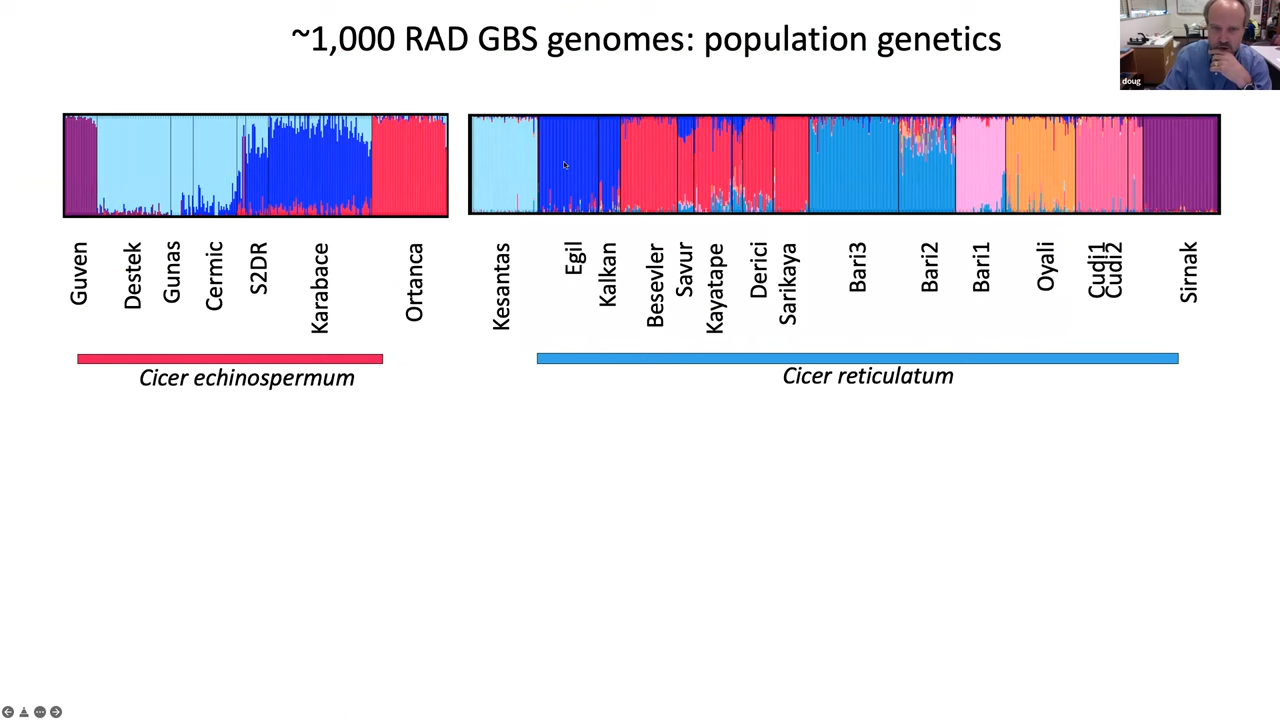 ~1,000 RAD GBS genomes: population genetics
doug
Guven
Destek
Gunas
Cermic
S2DR
Karabace
Ortanca
Kesantas
Egil
Kalkan
Besevler
Savur
Kayatape
Derici
Sarikaya
Bari3
Bari2
Bari1
Oyali
Cudi1
Cudi2
Sirnak
Cicer echinospermum
Cicer reticulatum